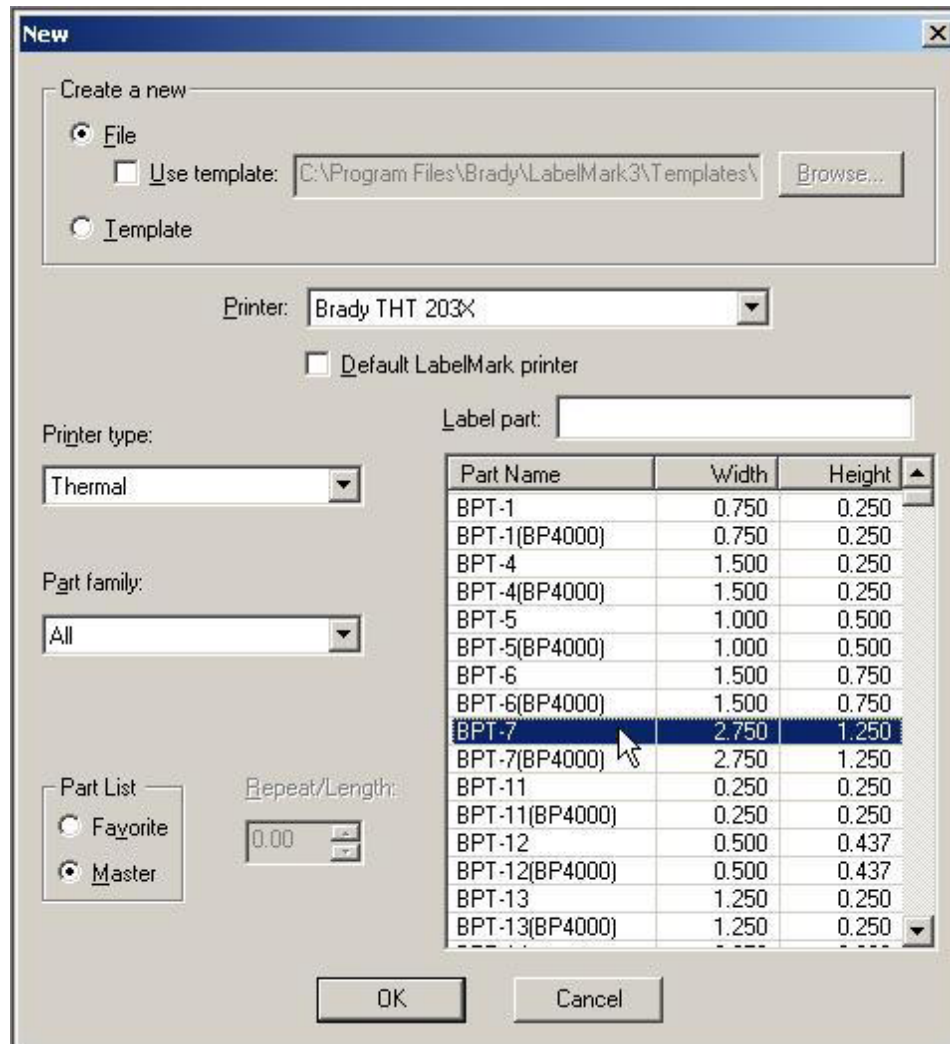 New
Create a new
File
Use template: C:\Program Files\Brady\LabelMark3\Templates\ Browse...
Template
Printer: Brady THT 203X
Default LabelMark printer
Label part:
Printer type:
Thermal
Part family:
All
Part List
Favorite
Master
Repeat/Length:
0.00
Part Name Width Height
BPT-1 0.750 0.250
BPT-1(BP4000) 0.750 0.250
BPT-4 1.500 0.250
BPT-4(BP4000) 1.500 0.250
BPT-5 1.000 0.500
BPT-5(BP4000) 1.000 0.500
BPT-6 1.500 0.750
BPT-6(BP4000) 1.500 0.750
BPT-7 2.750 1.250
BPT-7(BP4000) 2.750 1.250
BPT-11 0.250 0.250
BPT-11(BP4000) 0.250 0.250
BPT-12 0.500 0.437
BPT-12(BP4000) 0.500 0.437
BPT-13 1.250 0.250
BPT-13(BP4000) 1.250 0.250
OK Cancel